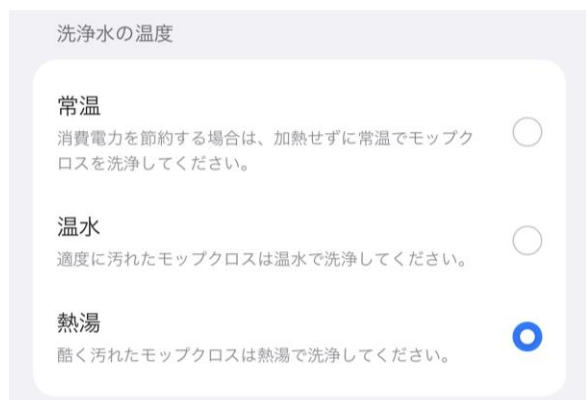 洗浄水の温度
常温
消費電力を節約する場合は、加熱せずに常温でモップク
ロスを洗浄してください。
温水
適度に汚れたモップクロスは温水で洗浄してください。
熱湯
酷く汚れたモップクロスは熱湯で洗浄してください。